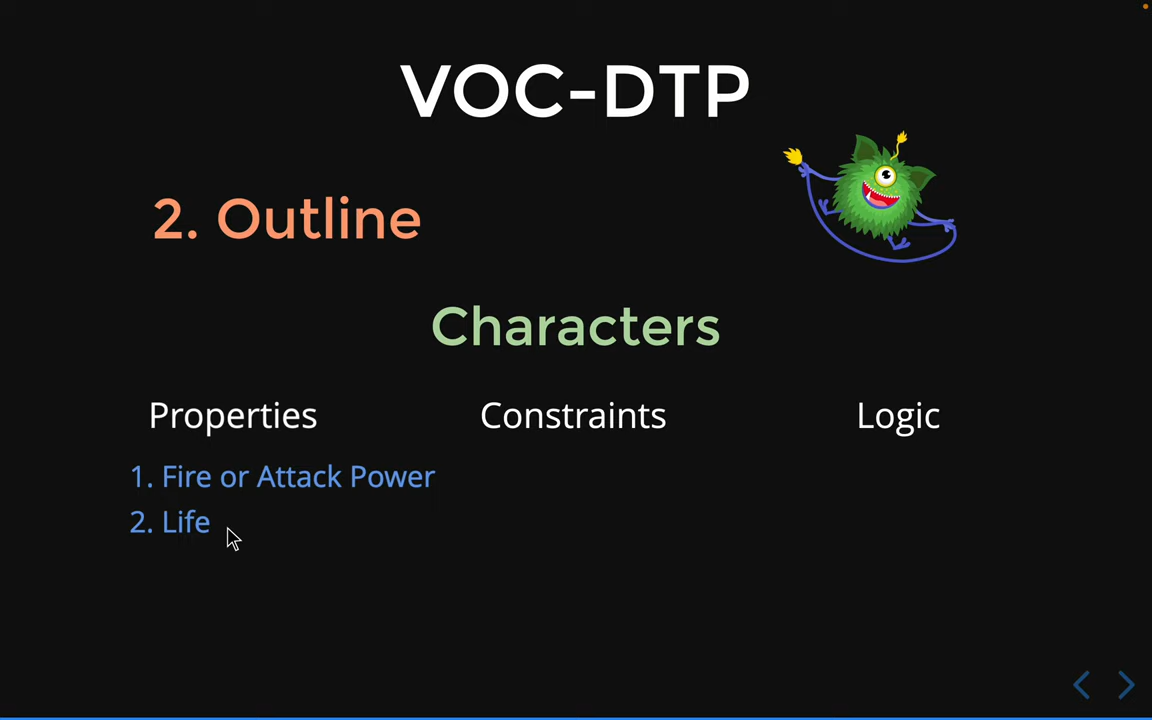 VOC-DTP
2. Outline
Characters
Properties Constraints Logic
1. Fire or Attack Power
2. Life